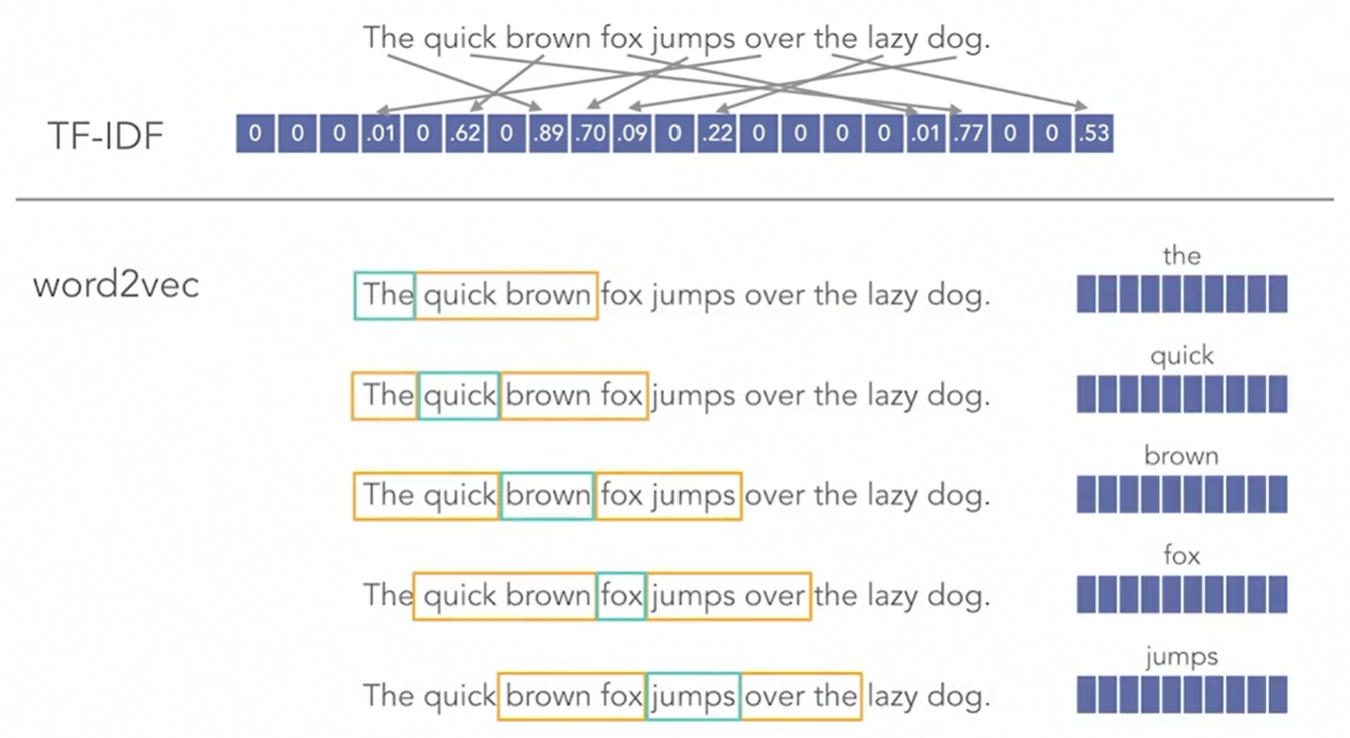 The quick brown fox jumps over the lazy dog.
TF-IDF
0 0 0 .01 0 .62 0 .89 .70 .09 0 .22 0 0 0 0 .01 .77 0 0 .53
word2vec
the
The quick brown fox jumps over the lazy dog.
quick
The quick brown fox jumps over the lazy dog.
brown
The quick brown fox jumps over the lazy dog.
fox
The quick brown fox jumps over the lazy dog.
jumps
The quick brown fox jumps over the lazy dog.